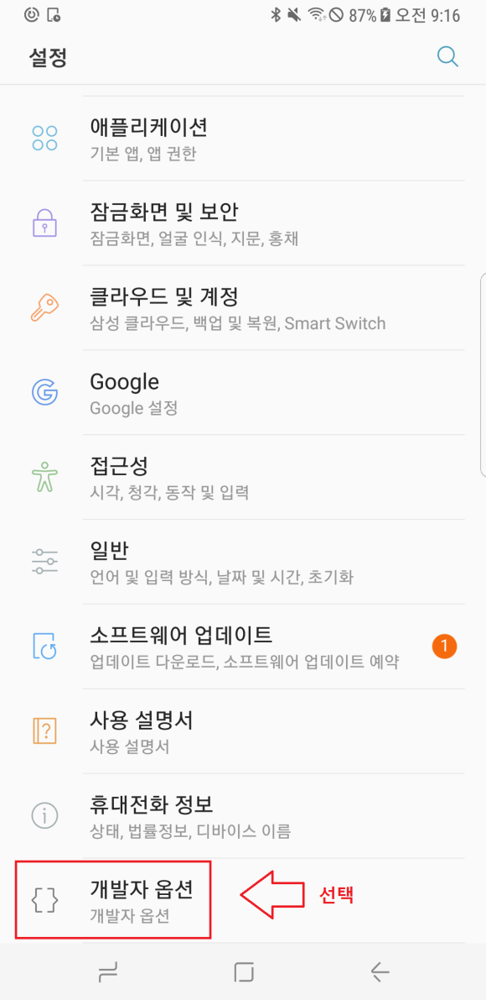 87% 오전 9:16
설정
애플리케이션
기본 앱, 앱 권한
잠금화면 및 보안
잠금화면, 얼굴 인식, 지문, 홍채
클라우드 및 계정
삼성 클라우드, 백업 및 복원, Smart Switch
Google
Google 설정
접근성
시각, 청각, 동작 및 입력
일반
언어 및 입력 방식, 날짜 및 시간, 초기화
소프트웨어 업데이트
1
업데이트 다운로드, 소프트웨어 업데이트 예약
사용 설명서
사용 설명서
휴대전화 정보
상태, 법률정보, 디바이스 이름
개발자 옵션
선택
개발자 옵션